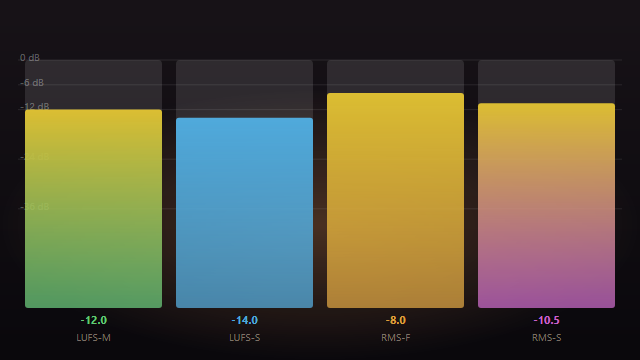 0 dB
-6 dB
-12 dB
-12.0
-14.0
-8.0
-10.5
LUFS-M
LUFS-S
RMS-F
RMS-S